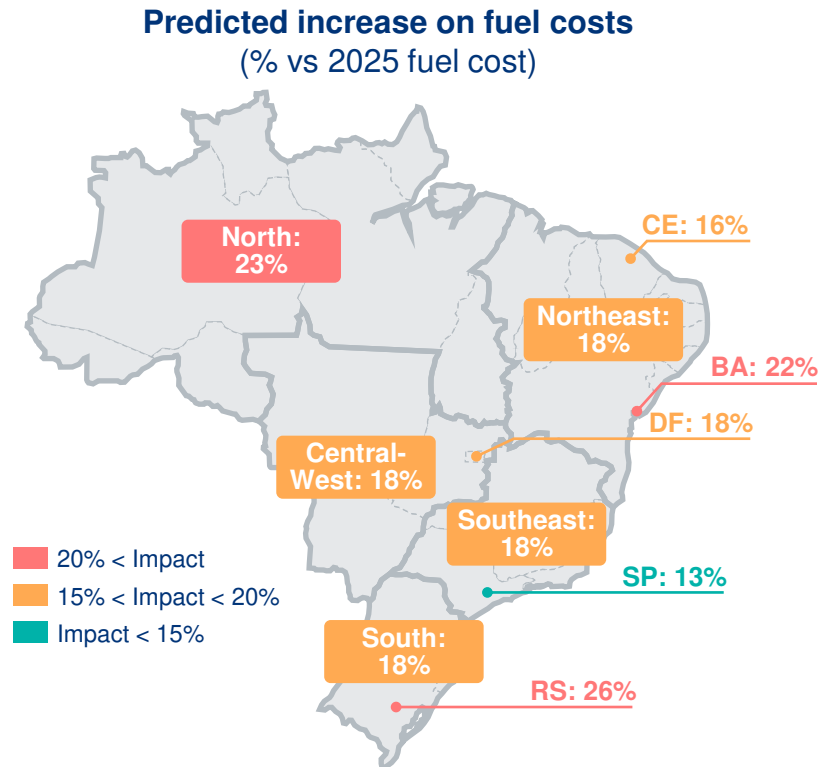 Predicted increase on fuel costs
(% vs 2025 fuel cost)
North:
23%
CE: 16%
Northeast:
18%
BA: 22%
DF: 18%
Central-
West: 18%
Southeast:
18%
20% < Impact
15% < Impact < 20%
Impact < 15%
SP: 13%
South:
18%
RS: 26%